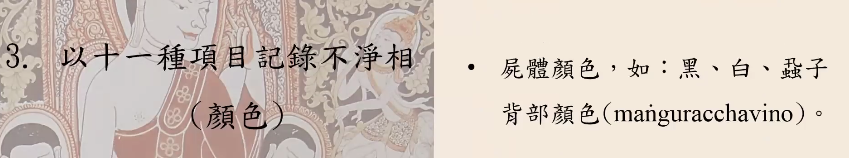 3. 以十一種項目記錄不淨相
(顏色)
• 屍體顏色，如：黑、白、蝨子
背部顏色(maṅguracchavino)。